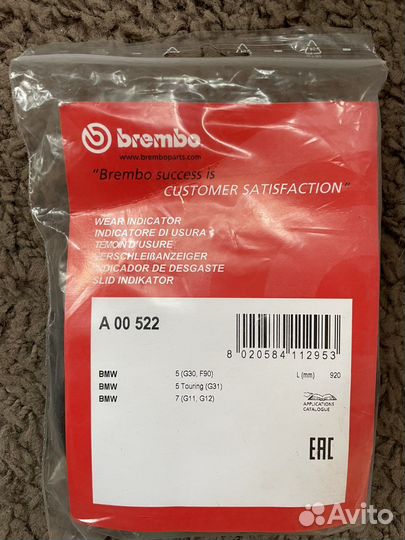 brembo
www.bremboparts.com
"Brembo success is
CUSTOMER SATISFACTION"
WEAR INDICATOR
INDICATORE DI USURA
TEMOIN D'USURE
VERSCHLEIßANZEIGER
INDICADOR DE DESGASTE
SLID INDIKATOR
A 00 522
8 020584 112953
BMW 5 (G30, F90) L (mm) 920
BMW 5 Touring (G31)
BMW 7 (G11, G12)
APPLICATIONS
CATALOGUE
EAC
Avito